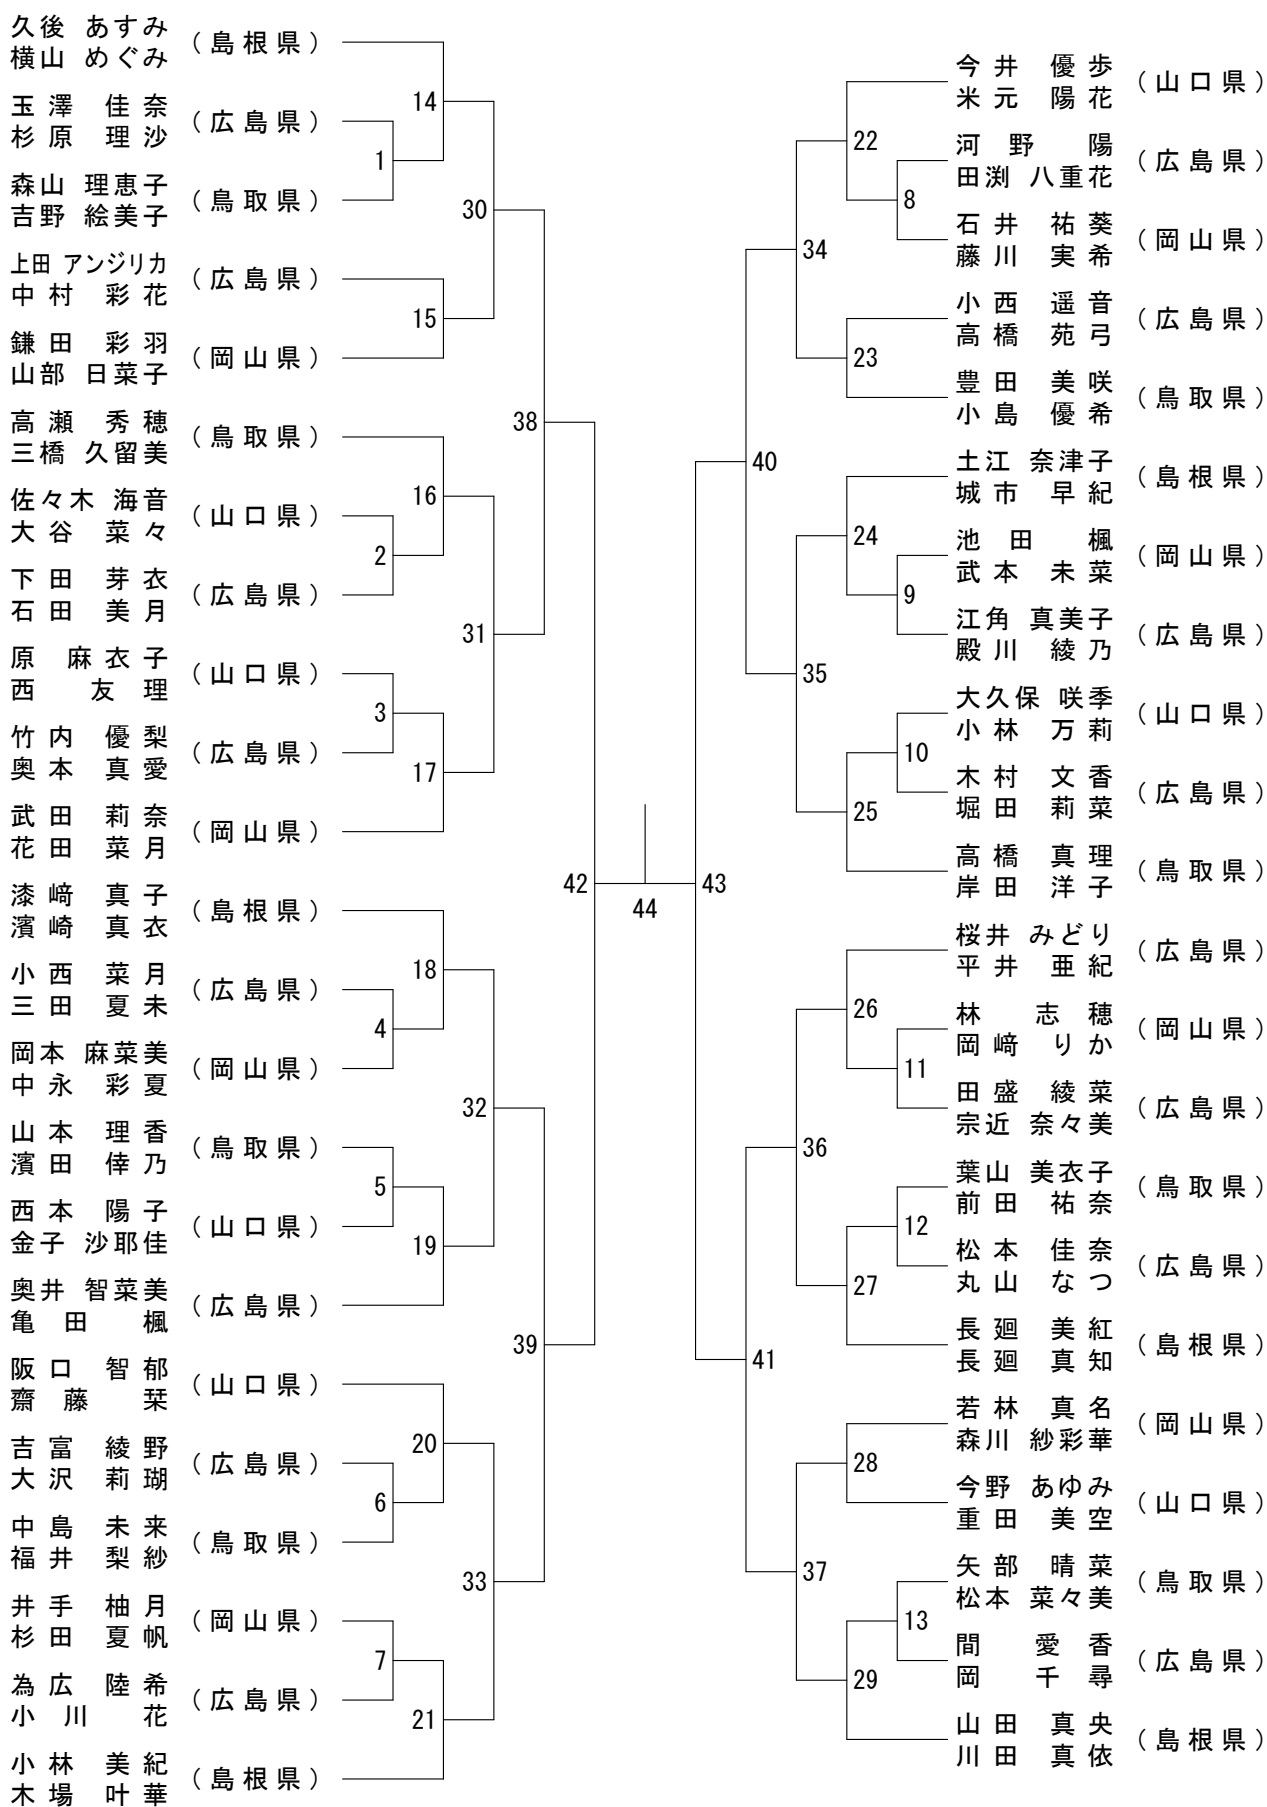 久後 あすみ
横山 めぐみ
(島根県)
玉澤 佳奈
杉原 理沙
(広島県)
森山 理恵子
吉野 絵美子
(鳥取県)
上田 アンジリカ
中村 彩花
(広島県)
鎌田 彩羽
山部 日菜子
(岡山県)
高瀬 秀穂
三橋 久留美
(鳥取県)
佐々木 海音
大谷 菜々
(山口県)
下田 芽衣
石田 美月
(広島県)
原 麻衣子
西 友理
(山口県)
竹内 優梨
奥本 真愛
(広島県)
武田 莉奈
花田 菜月
(岡山県)
漆﨑 真子
濱崎 真衣
(島根県)
小西 菜月
三田 夏未
(広島県)
岡本 麻菜美
中永 彩夏
(岡山県)
山本 理香
濱田 倖乃
(鳥取県)
西本 陽子
金子 沙耶佳
(山口県)
奥井 智菜美
亀田 楓
(広島県)
阪口 智郁
齋藤 栞
(山口県)
吉富 綾野
大沢 莉瑚
(広島県)
中島 未来
福井 梨紗
(鳥取県)
井手 柚月
杉田 夏帆
(岡山県)
為広 陸希
小川 花
(広島県)
小林 美紀
木場 叶華
(島根県)
1
2
3
4
5
6
7
14
15
16
17
18
19
20
21
30
31
32
33
38
39
42
44
43
40
41
34
35
36
37
22
23
24
25
26
27
28
29
8
9
10
11
12
13
今井 優歩
米元 陽花
(山口県)
河野 陽
田渕 八重花
(広島県)
石井 祐葵
藤川 実希
(岡山県)
小西 遥音
高橋 苑弓
(広島県)
豊田 美咲
小島 優希
(鳥取県)
土江 奈津子
城市 早紀
(島根県)
池田 楓
武本 未菜
(岡山県)
江角 真美子
殿川 綾乃
(広島県)
大久保 咲季
小林 万莉
(山口県)
木村 文香
堀田 莉菜
(広島県)
高橋 真理
岸田 洋子
(鳥取県)
桜井 みどり
平井 亜紀
(広島県)
林 志穂
岡﨑 りか
(岡山県)
田盛 綾菜
宗近 奈々美
(広島県)
葉山 美衣子
前田 祐奈
(鳥取県)
松本 佳奈
丸山 なつ
(広島県)
長廻 美紅
長廻 真知
(島根県)
若林 真名
森川 紗彩華
(岡山県)
今野 あゆみ
重田 美空
(山口県)
矢部 晴菜
松本 菜々美
(鳥取県)
間 愛香
岡 千尋
(広島県)
山田 真央
川田 真依
(島根県)